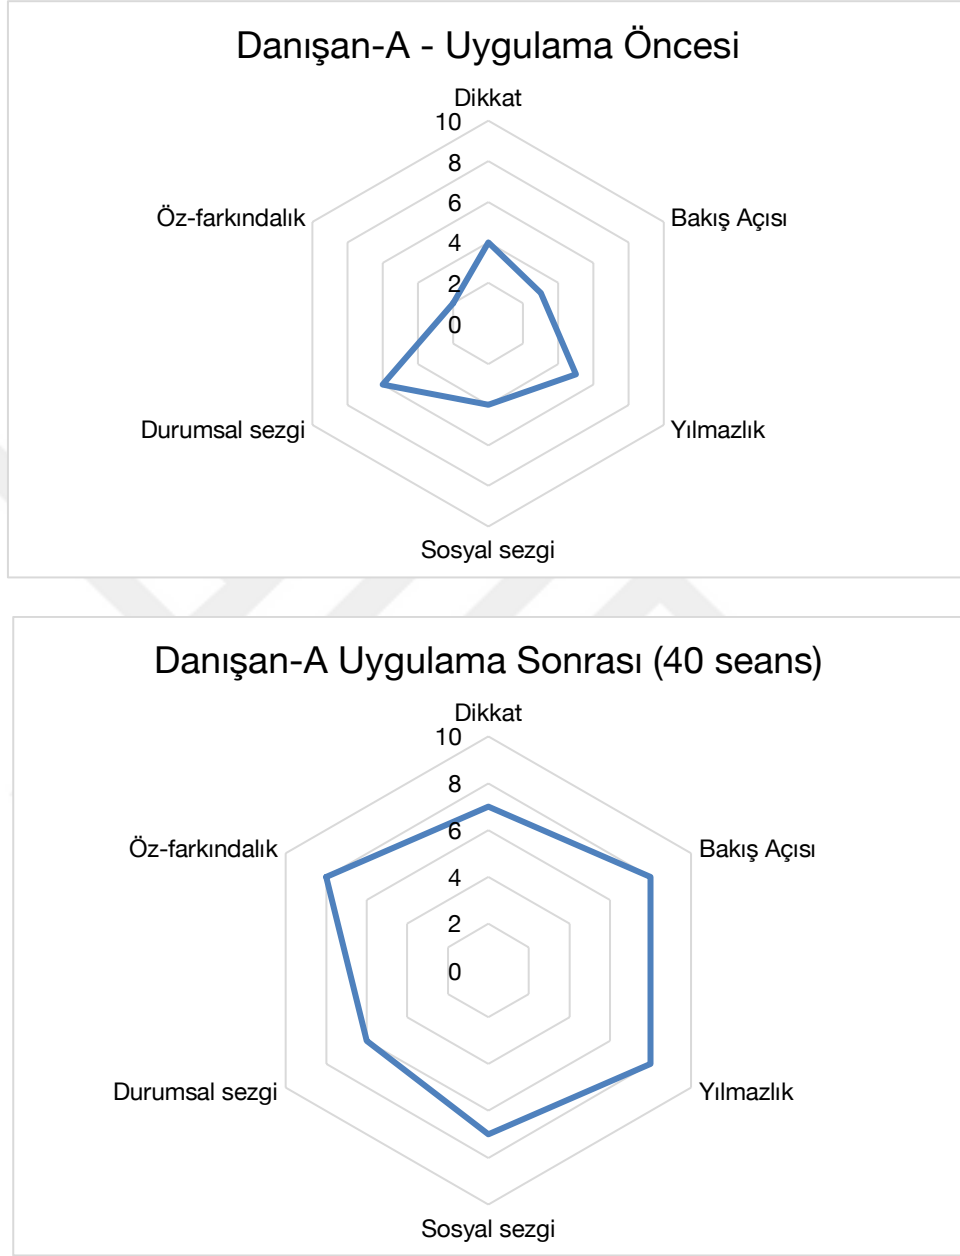 Danışan-A - Uygulama Öncesi
Dikkat
10
8
6
4
2
0
Bakış Açısı
Yılmazlık
Sosyal sezgi
Durumsal sezgi
Öz-farkındalık
Danışan-A Uygulama Sonrası (40 seans)
Dikkat
10
8
6
4
2
0
Bakış Açısı
Yılmazlık
Sosyal sezgi
Durumsal sezgi
Öz-farkındalık